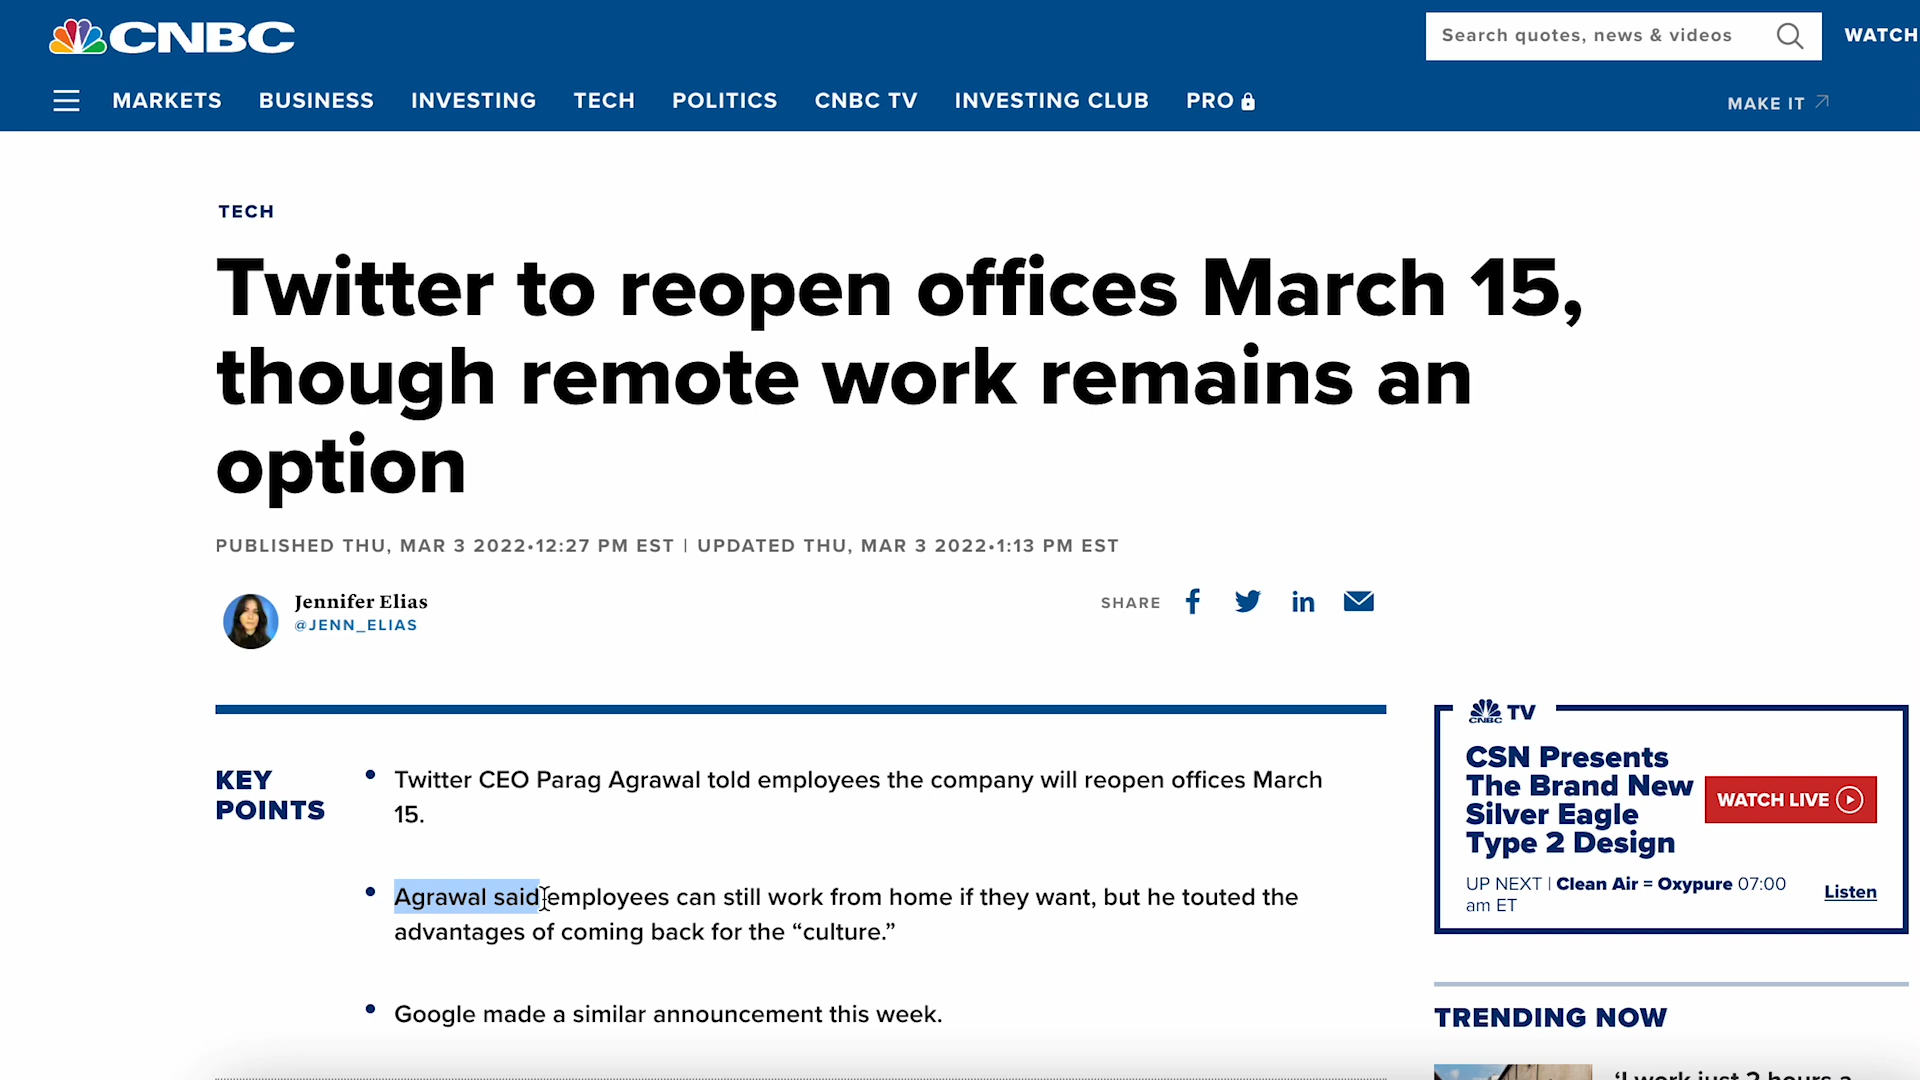 CNBC
Search quotes, news & videos
WATCH
MARKETS BUSINESS INVESTING TECH POLITICS CNBC TV INVESTING CLUB PRO
MAKE IT
TECH
Twitter to reopen offices March 15,
though remote work remains an
option
PUBLISHED THU, MAR 3 2022•12:27 PM EST | UPDATED THU, MAR 3 2022•1:13 PM EST
Jennifer Elias
@JENN_ELIAS
SHARE
KEY
POINTS
• Twitter CEO Parag Agrawal told employees the company will reopen offices March
15.
• Agrawal said employees can still work from home if they want, but he touted the
advantages of coming back for the “culture.”
• Google made a similar announcement this week.
CNBC TV
CSN Presents
The Brand New
Silver Eagle
Type 2 Design
WATCH LIVE
UP NEXT | Clean Air = Oxypure 07:00
am ET
Listen
TRENDING NOW
‘I work just 2 hours a